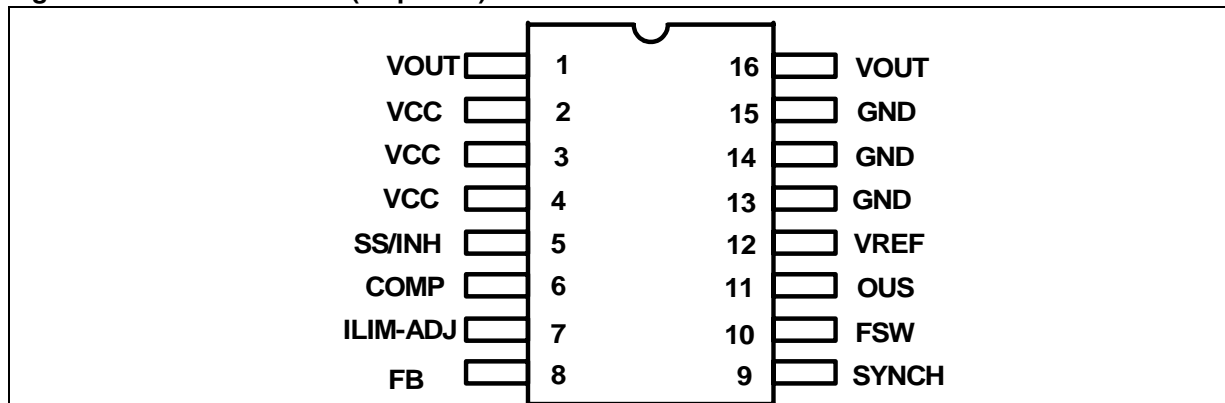 VOUT 1 16 VOUT
VCC 2 15 GND
VCC 3 14 GND
VCC 4 13 GND
SS/INH 5 12 VREF
COMP 6 11 OUS
ILIM-ADJ 7 10 FSW
FB 8 9 SYNCH